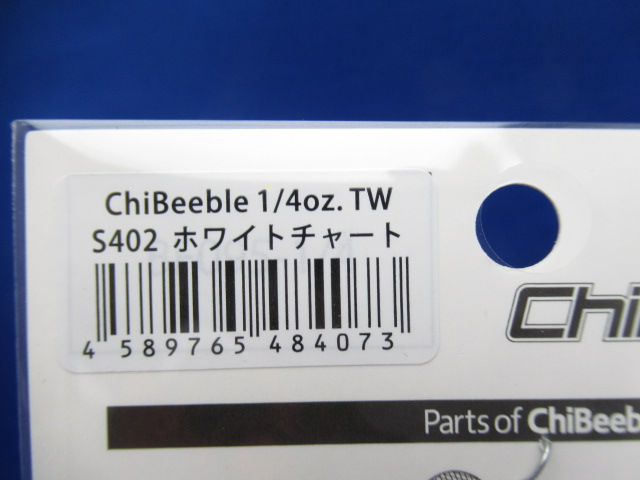 ChiBeeble 1/4oz. TW
S402 ホワイトチャート
4 589765 484073
Chi
Parts of ChiBeeb